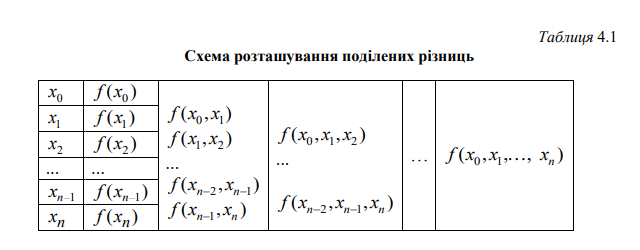 Таблиця 4.1
Схема розташування поділених різниць
x₀ f(x₀)
x₁ f(x₁) f(x₀,x₁)
x₂ f(x₂) f(x₁,x₂) f(x₀,x₁,x₂)
... ... ... ... … f(x₀,x₁,…, xₙ)
xₙ₋₁ f(xₙ₋₁) f(xₙ₋₂,xₙ₋₁)
xₙ f(xₙ) f(xₙ₋₁,xₙ) f(xₙ₋₂,xₙ₋₁,xₙ)